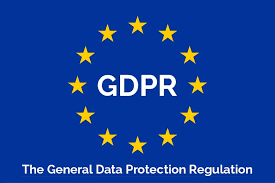 GDPR
The General Data Protection Regulation